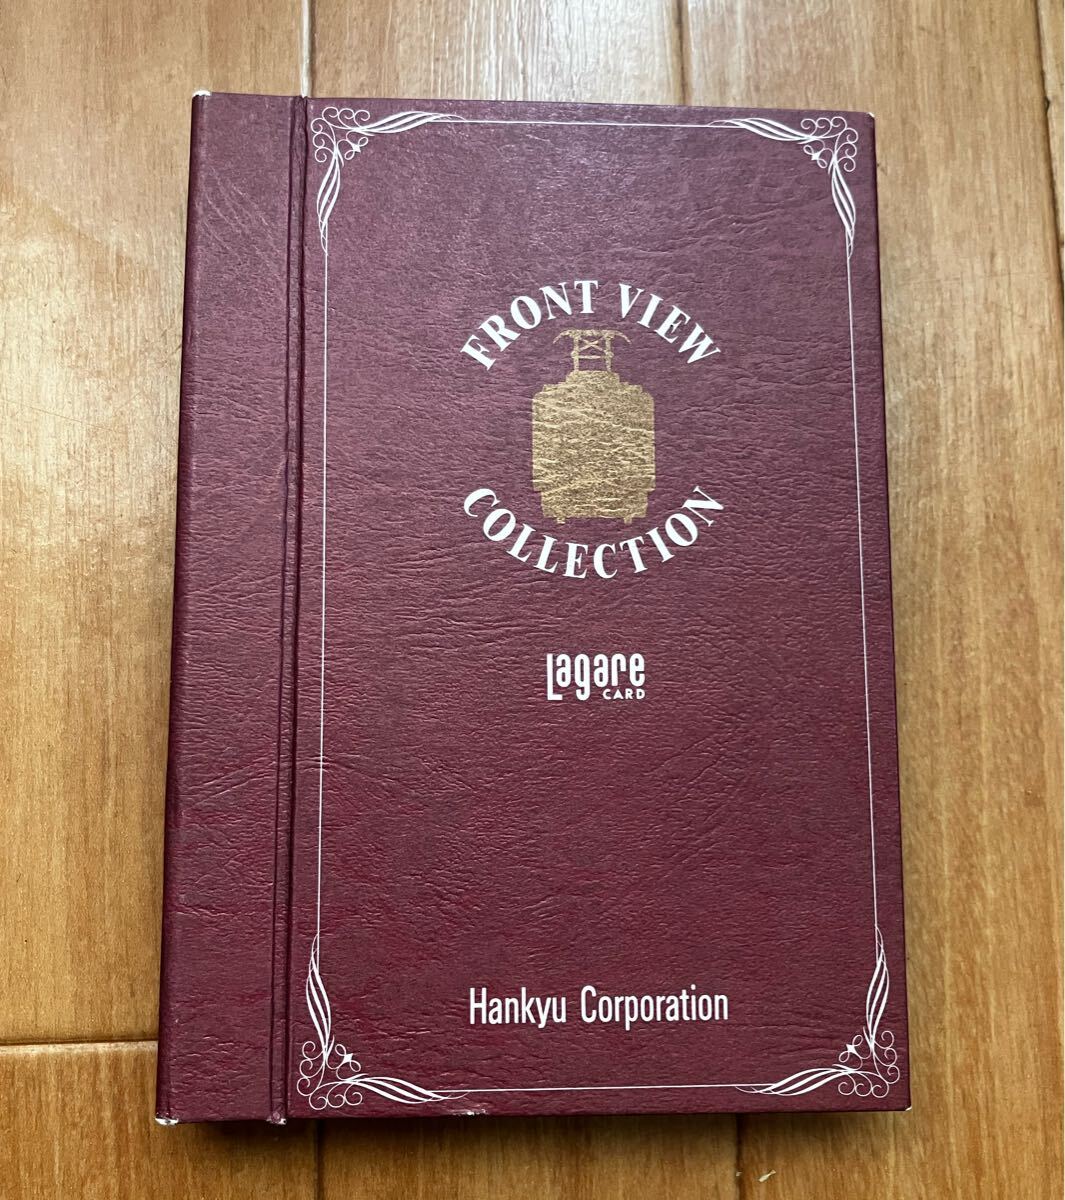 FRONT VIEW
COLLECTION
Lagare
CARD
Hankyu Corporation